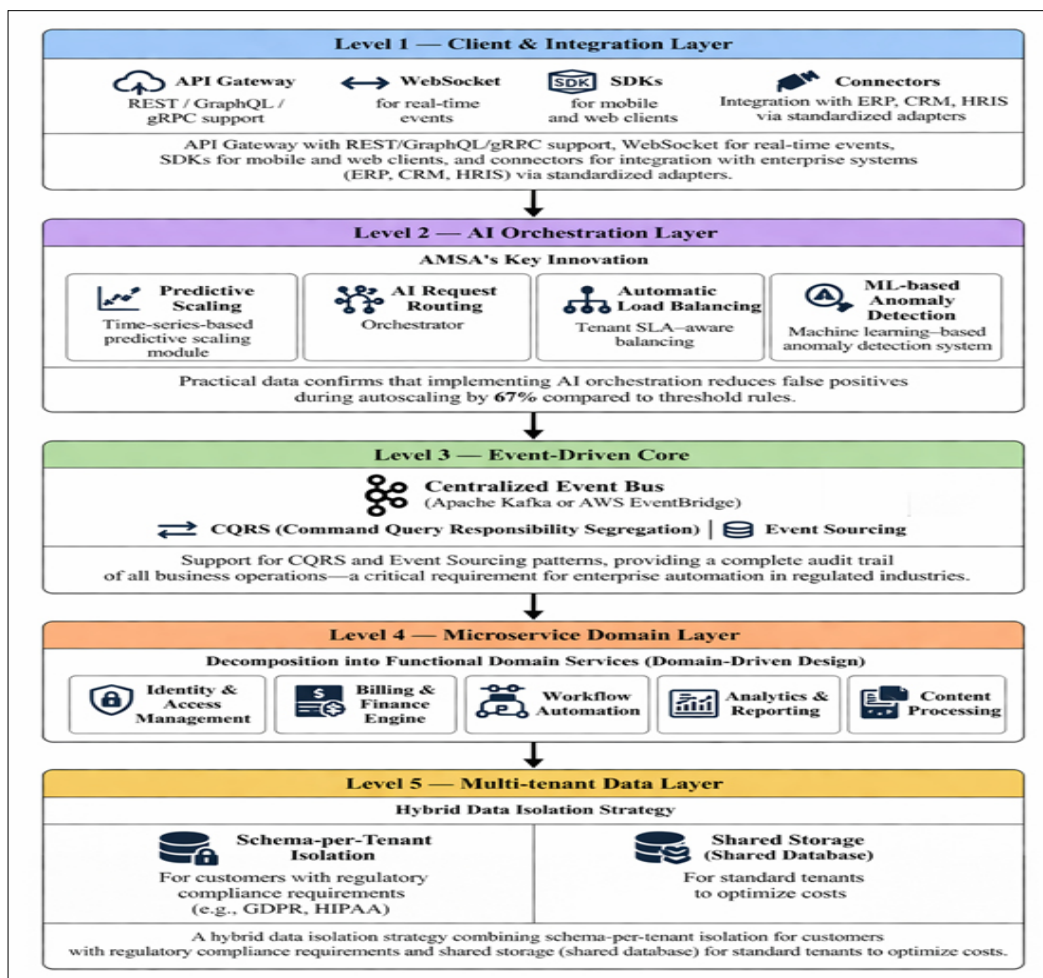 Level 1 — Client & Integration Layer
API Gateway
REST / GraphQL /
gRPC support
WebSocket
for real-time
events
SDK
SDKs
for mobile
and web clients
Connectors
Integration with ERP, CRM, HRIS
via standardized adapters
API Gateway with REST/GraphQL/gRPC support, WebSocket for real-time events,
SDKs for mobile and web clients, and connectors for integration with enterprise systems
(ERP, CRM, HRIS) via standardized adapters.
Level 2 — AI Orchestration Layer
AMSA's Key Innovation
Predictive
Scaling
Time-series-based
predictive scaling
module
AI Request
Routing
Orchestrator
Automatic
Load Balancing
Tenant SLA–aware
balancing
ML-based
Anomaly
Detection
Machine learning–based
anomaly detection system
Practical data confirms that implementing AI orchestration reduces false positives
during autoscaling by 67% compared to threshold rules.
Level 3 — Event-Driven Core
Centralized Event Bus
(Apache Kafka or AWS EventBridge)
CQRS (Command Query Responsibility Segregation) | Event Sourcing
Support for CQRS and Event Sourcing patterns, providing a complete audit trail
of all business operations—a critical requirement for enterprise automation in regulated industries.
Level 4 — Microservice Domain Layer
Decomposition into Functional Domain Services (Domain-Driven Design)
Identity &
Access
Management
$
Billing &
Finance
Engine
Workflow
Automation
Analytics &
Reporting
Content
Processing
Level 5 — Multi-tenant Data Layer
Hybrid Data Isolation Strategy
Schema-per-Tenant
Isolation
For customers with regulatory
compliance requirements
(e.g., GDPR, HIPAA)
Shared Storage
(Shared Database)
For standard tenants
to optimize costs
A hybrid data isolation strategy combining schema-per-tenant isolation for customers
with regulatory compliance requirements and shared storage (shared database) for standard tenants to optimize costs.